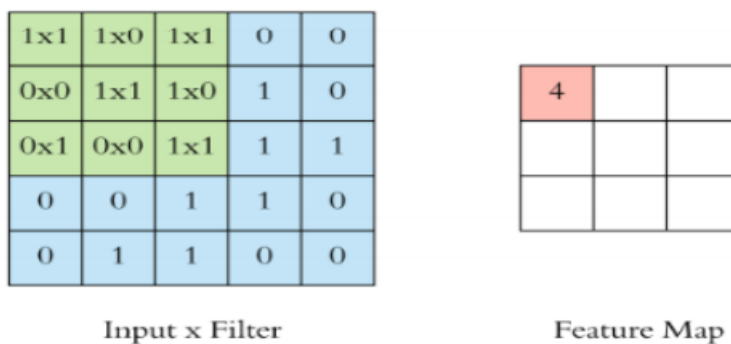 1x1 1x0 1x1 0 0
0x0 1x1 1x0 1 0
4
0x1 0x0 1x1 1 1
0 0 1 1 0
0 1 1 0 0
Input x Filter
Feature Map